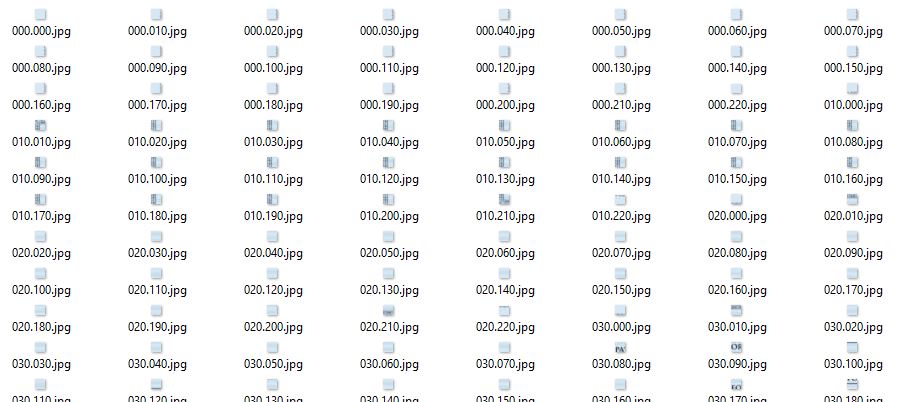 000.000.jpg 000.010.jpg 000.020.jpg 000.030.jpg 000.040.jpg 000.050.jpg 000.060.jpg 000.070.jpg
000.080.jpg 000.090.jpg 000.100.jpg 000.110.jpg 000.120.jpg 000.130.jpg 000.140.jpg 000.150.jpg
000.160.jpg 000.170.jpg 000.180.jpg 000.190.jpg 000.200.jpg 000.210.jpg 000.220.jpg 010.000.jpg
010.010.jpg 010.020.jpg 010.030.jpg 010.040.jpg 010.050.jpg 010.060.jpg 010.070.jpg 010.080.jpg
010.090.jpg 010.100.jpg 010.110.jpg 010.120.jpg 010.130.jpg 010.140.jpg 010.150.jpg 010.160.jpg
010.170.jpg 010.180.jpg 010.190.jpg 010.200.jpg 010.210.jpg 010.220.jpg 020.000.jpg 020.010.jpg
020.020.jpg 020.030.jpg 020.040.jpg 020.050.jpg 020.060.jpg 020.070.jpg 020.080.jpg 020.090.jpg
020.100.jpg 020.110.jpg 020.120.jpg 020.130.jpg 020.140.jpg 020.150.jpg 020.160.jpg 020.170.jpg
020.180.jpg 020.190.jpg 020.200.jpg 020.210.jpg 020.220.jpg 030.000.jpg 030.010.jpg 030.020.jpg
030.030.jpg 030.040.jpg 030.050.jpg 030.060.jpg 030.070.jpg 030.080.jpg 030.090.jpg 030.100.jpg
030.110.jpg 030.120.jpg 030.130.jpg 030.140.jpg 030.150.jpg 030.160.jpg 030.170.jpg 030.180.jpg